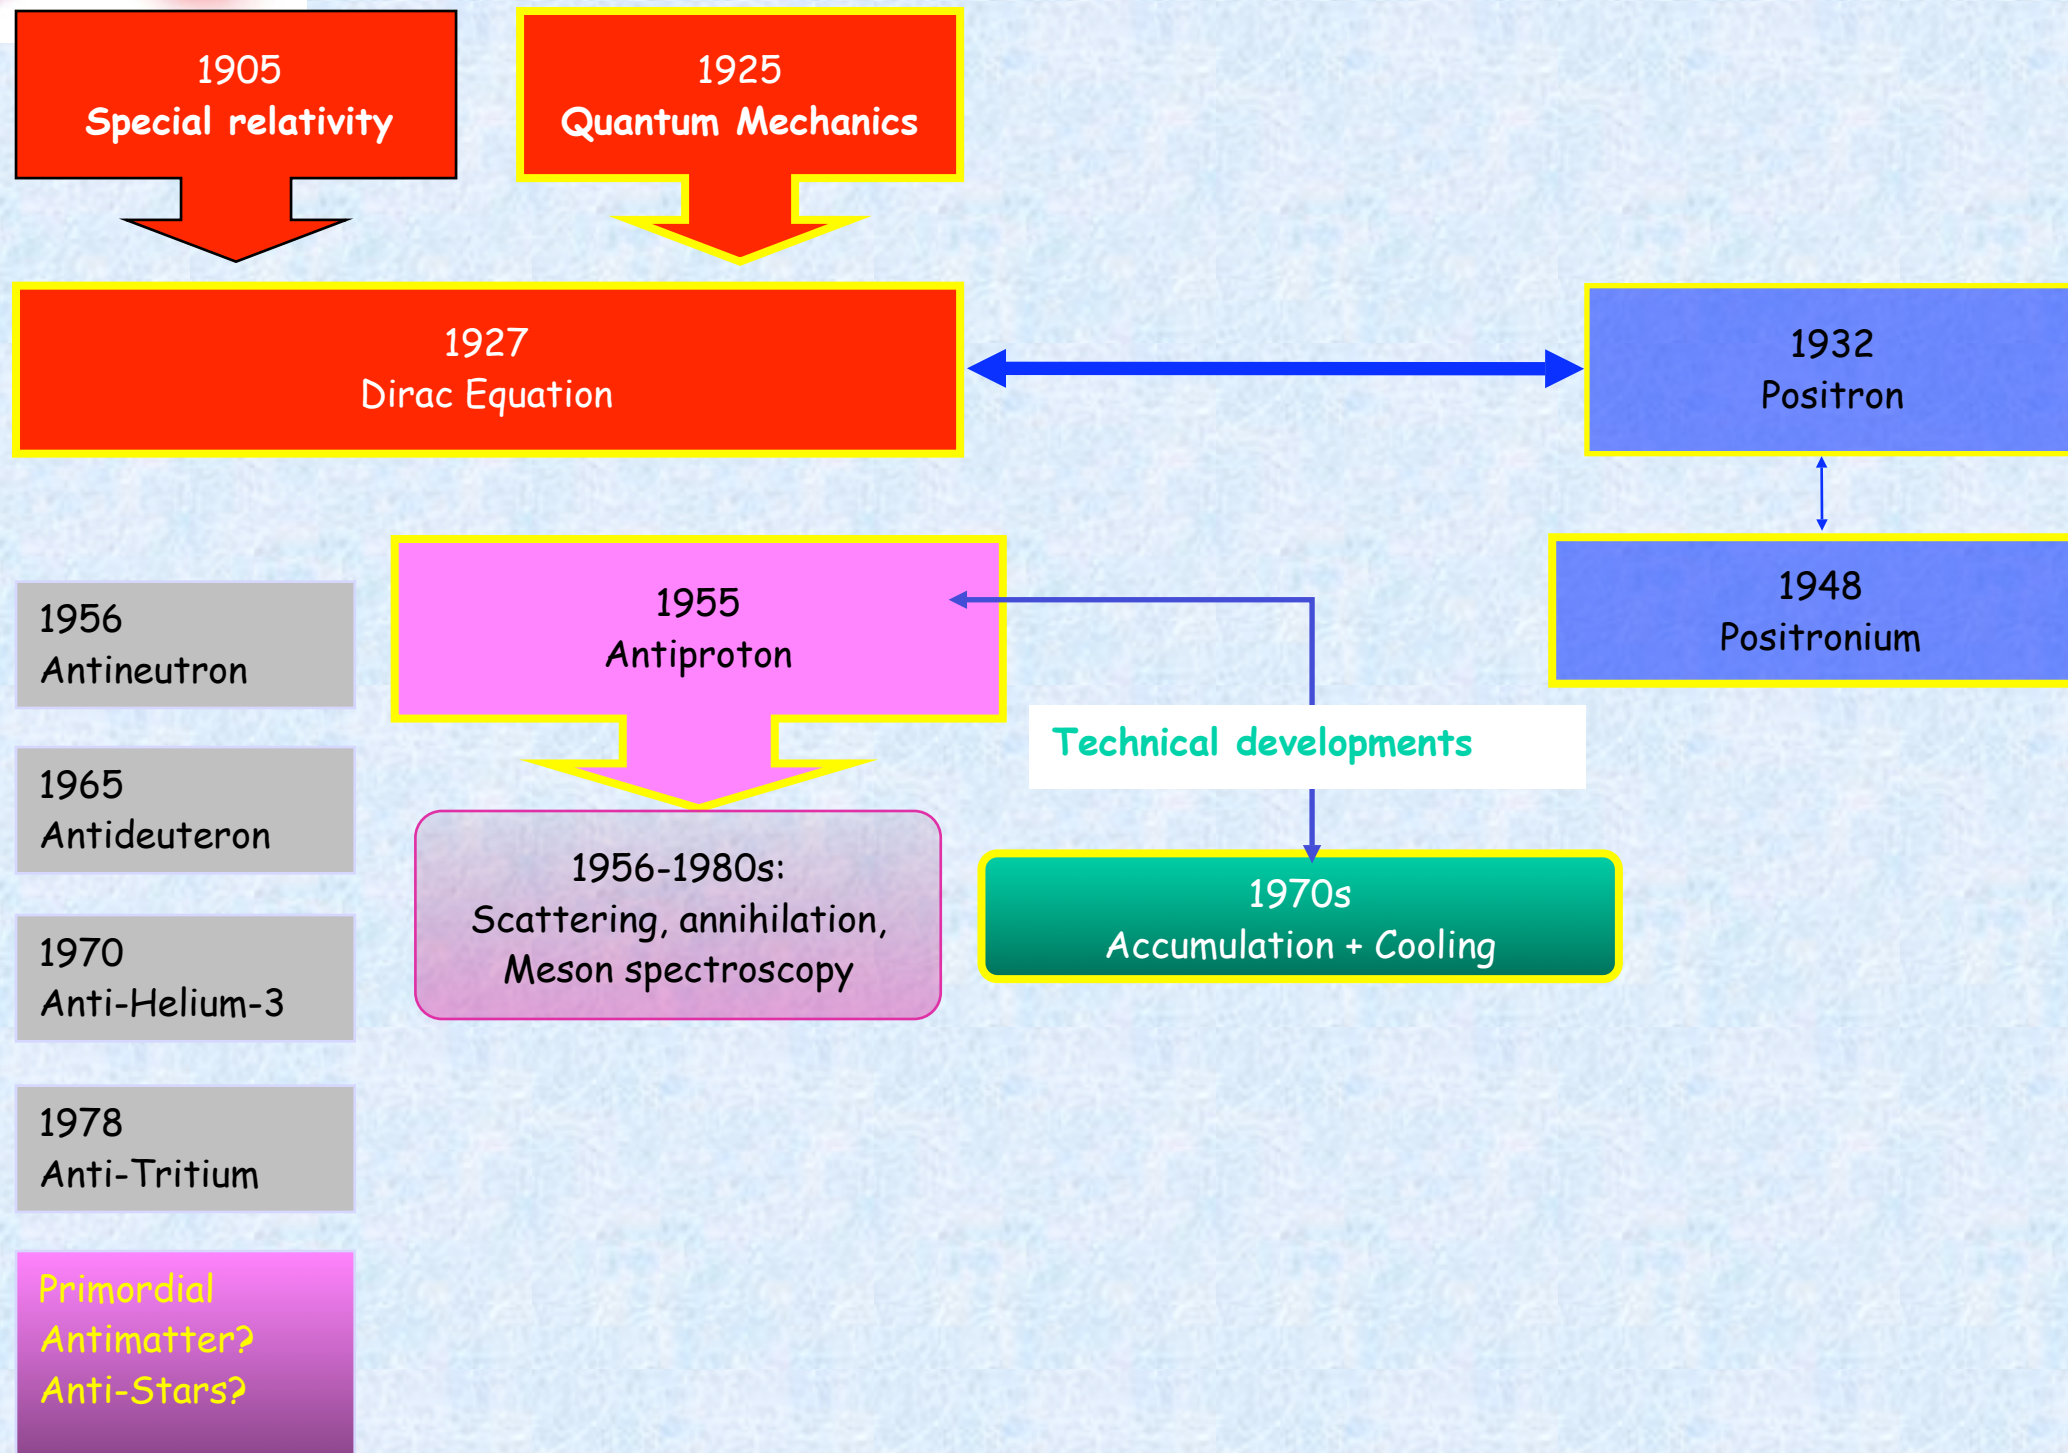 1905
Special relativity
1925
Quantum Mechanics
1927
Dirac Equation
1932
Positron
1948
Positronium
1955
Antiproton
1956
Antineutron
1965
Antideuteron
1970
Anti-Helium-3
1978
Anti-Tritium
Primordial
Antimatter?
Anti-Stars?
1956-1980s:
Scattering, annihilation,
Meson spectroscopy
Technical developments
1970s
Accumulation + Cooling